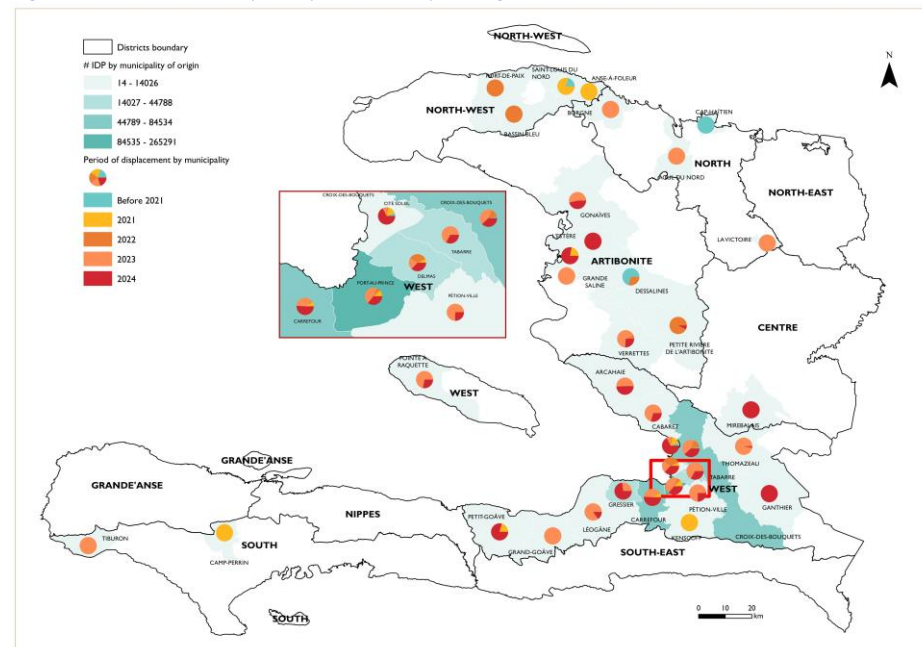 NORTH-WEST
Districts boundary
# IDP by municipality of origin
14 - 14026
14027 - 44788
44789 - 84534
84535 - 265291
Period of displacement by municipality
Before 2021
2021
2022
2023
2024
N
SAINT-LOUIS DU
NORD
ANSE-À-FOLEUR
PORT-DE-PAIX
NORTH-WEST
BORGNE
BASSIN BLEU
CAP-HAÏTIEN
NORTH
NORTH-EAST
GONAÏVES
LA VICTOIRE
ARTIBONITE
GRANDE
SALINE
DESSALINES
CENTRE
PETITE RIVIÈRE
DE L'ARTIBONITE
VERRETTES
CROIX-DES-BOUQUETS
CITÉ SOLEIL
CROIX-DES-BOUQUETS
TABARRE
DELMAS
WEST
PORT-AU-PRINCE
PÉTION-VILLE
CARREFOUR
POINTE À
RAQUETTE
WEST
ARCAHAIE
CABARET
MIREBALAIS
THOMAZEAU
TABARRE
WEST
GANTHIER
GRESSIER
CARREFOUR
PÉTION-VILLE
KENSCOFF
CROIX-DES-BOUQUETS
GRANDE'ANSE
GRANDE'ANSE
NIPPES
PETIT-GOÂVE
LÉOGÂNE
GRAND-GOÂVE
SOUTH-EAST
TIBURON
SOUTH
CAMP-PERRIN
SOUTH
0 10 20
km